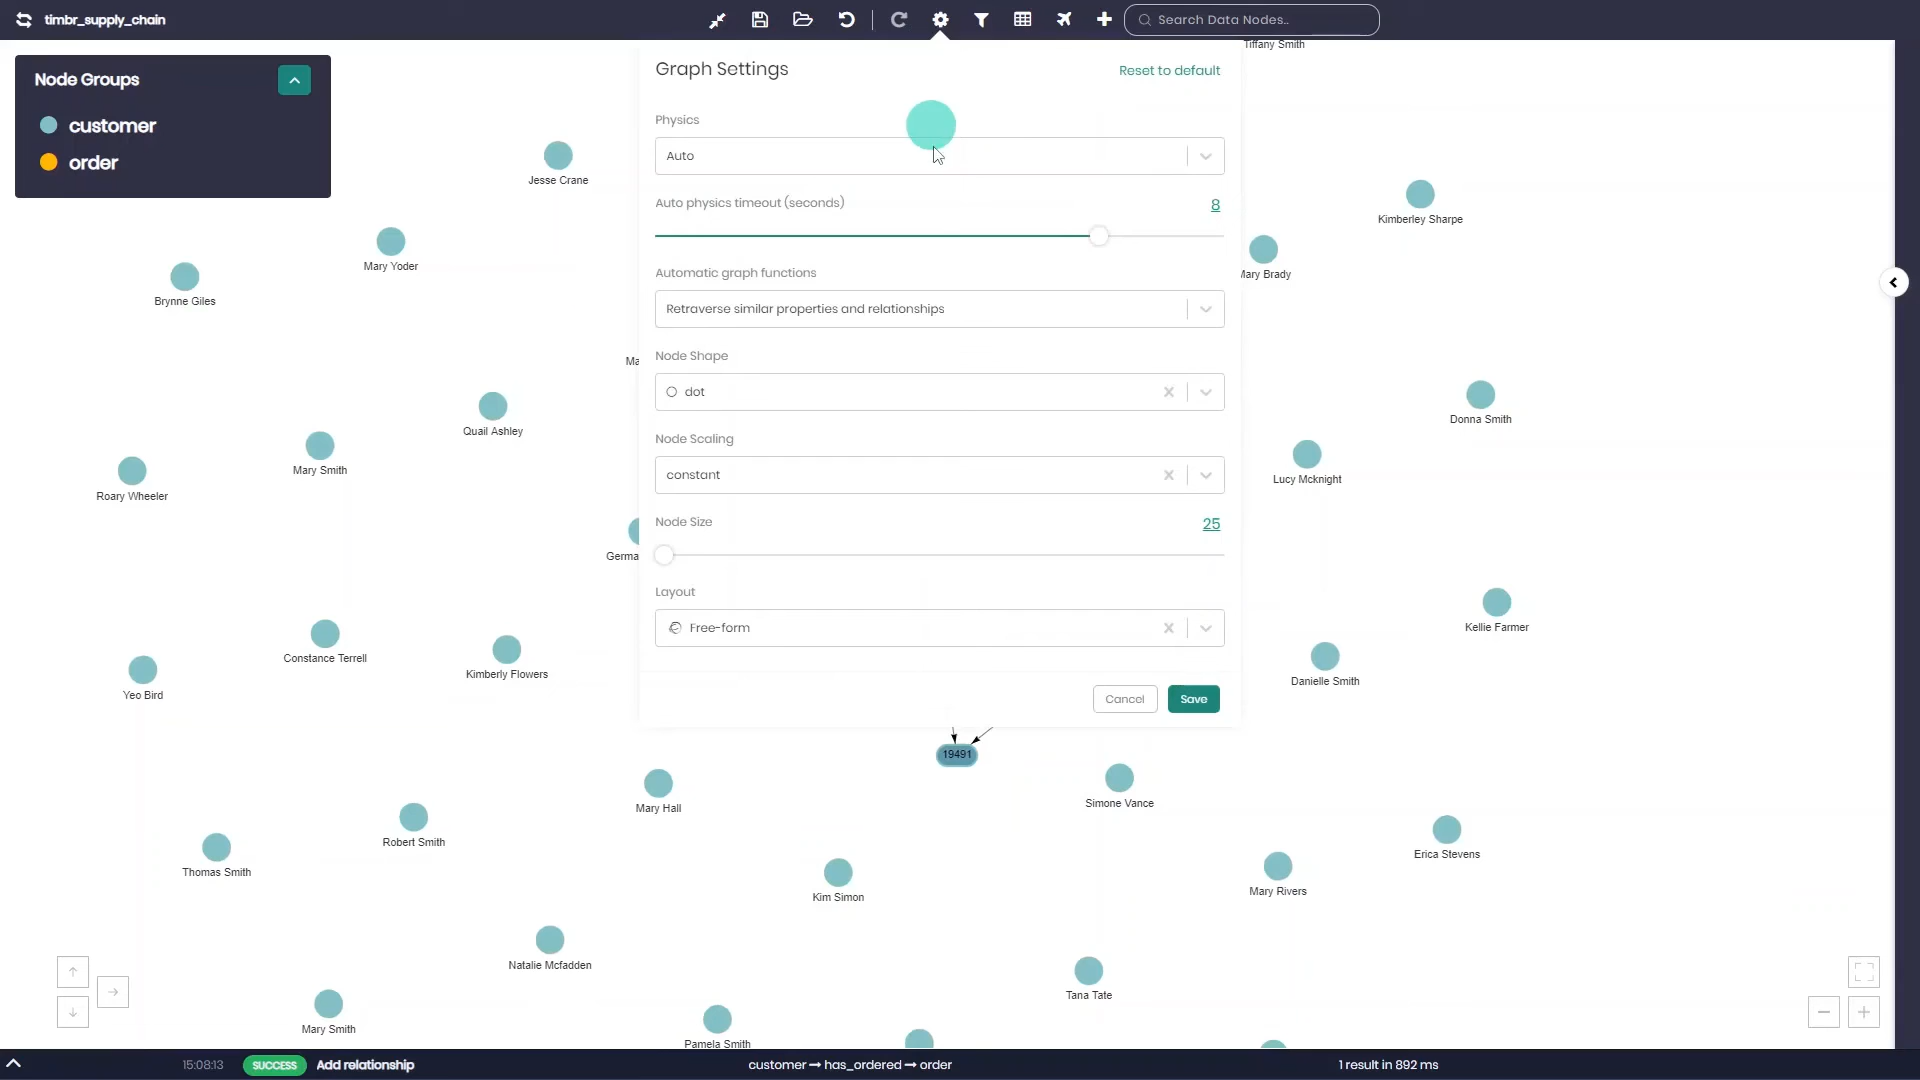 timbr_supply_chain
Search Data Nodes..
Tiffany Smith
Node Groups
customer
order
Graph Settings
Reset to default
Physics
Auto
Auto physics timeout (seconds)
8
Automatic graph functions
Retraverse similar properties and relationships
Node Shape
dot
Node Scaling
constant
Node Size
25
Layout
Free-form
Cancel
Save
Jesse Crane
Kimberley Sharpe
Mary Yoder
Mary Brady
Brynne Giles
Ma
Donna Smith
Quail Ashley
Mary Smith
Lucy Mcknight
Roary Wheeler
Germa
Kellie Farmer
Constance Terrell
Kimberly Flowers
Danielle Smith
Yeo Bird
19491
Mary Hall
Simone Vance
Robert Smith
Erica Stevens
Thomas Smith
Mary Rivers
Kim Simon
Natalie Mcfadden
Tana Tate
Mary Smith
Pamela Smith
15:08:13
SUCCESS
Add relationship
customer → has_ordered → order
1 result in 892 ms